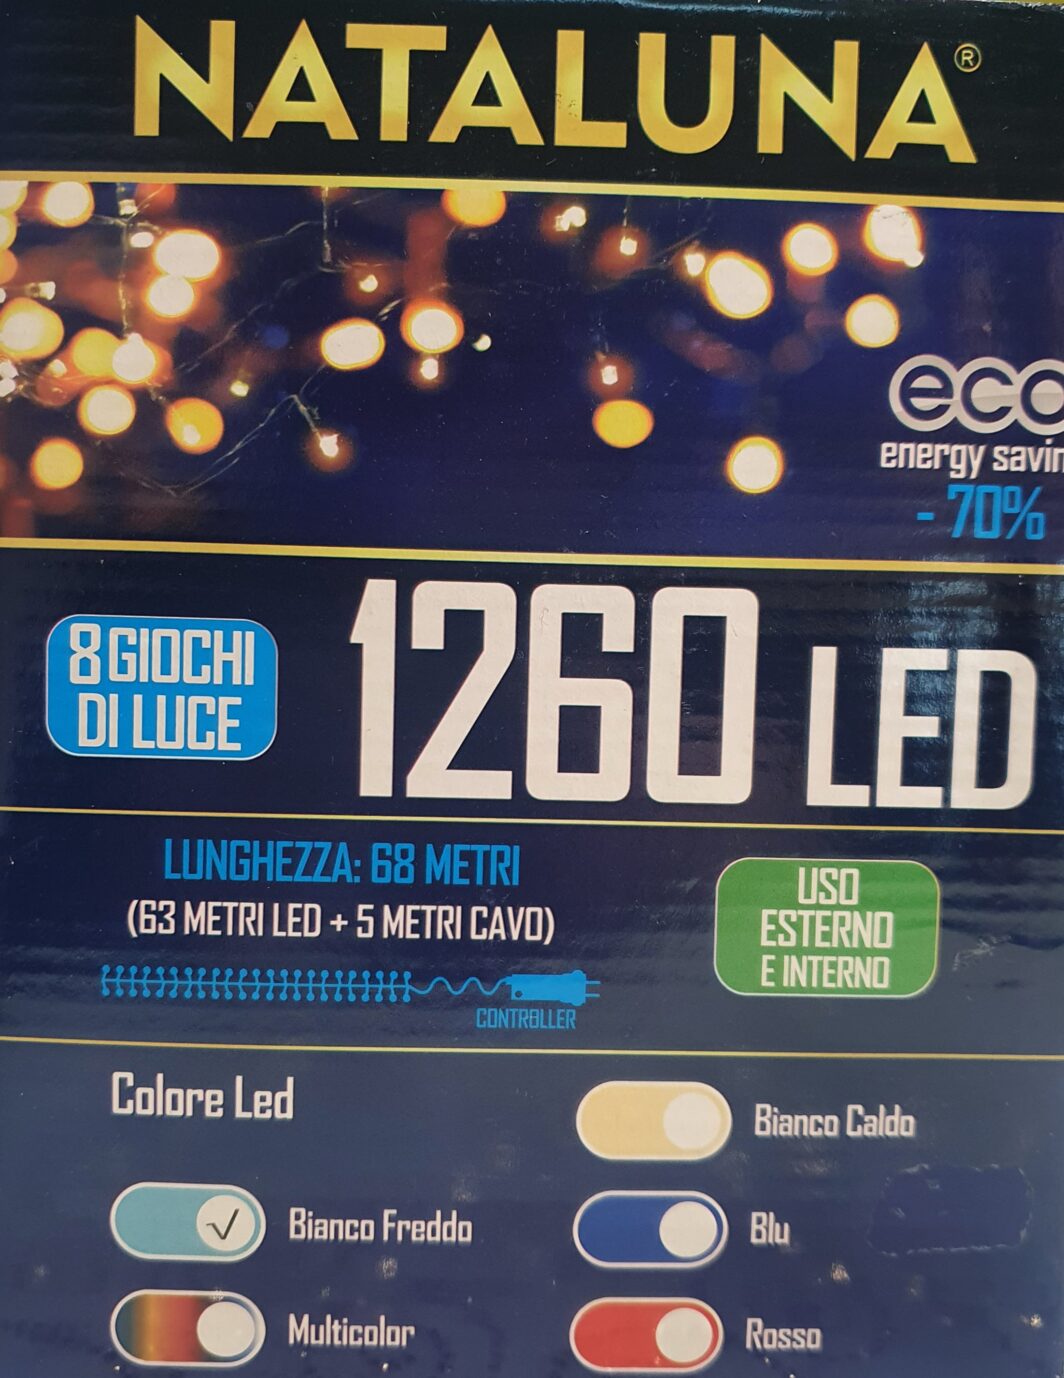 NATALUNA®
eco
energy savin
- 70%
8 GIOCHI
DI LUCE
1260 LED
LUNGHEZZA: 68 METRI
(63 METRI LED + 5 METRI CAVO)
CONTROLLER
USO
ESTERNO
E INTERNO
Colore Led
Bianco Caldo
Bianco Freddo
Blu
Multicolor
Rosso